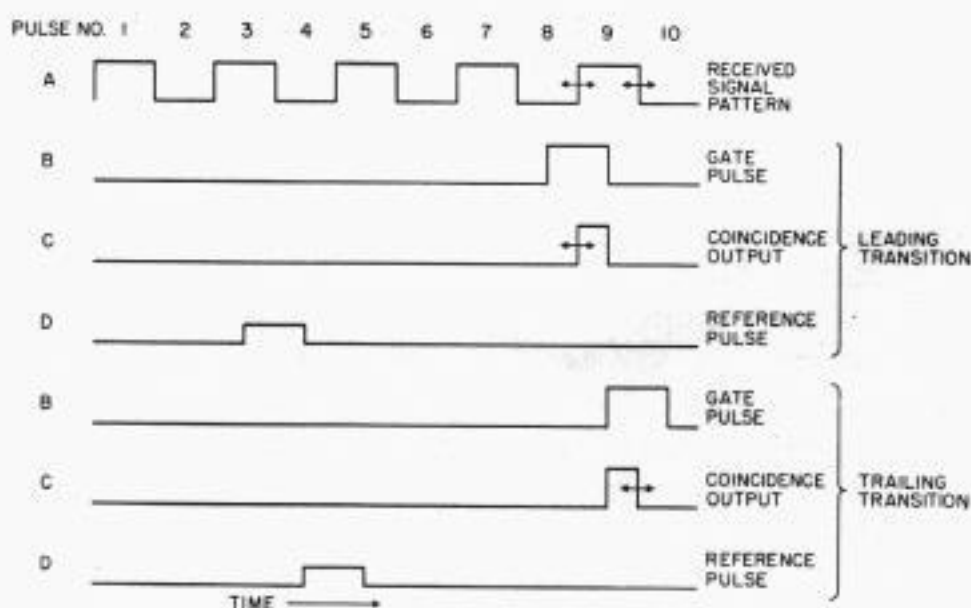 PULSE NO. 1 2 3 4 5 6 7 8 9 10
A
RECEIVED
SIGNAL
PATTERN
B
GATE
PULSE
C
COINCIDENCE
OUTPUT
LEADING
TRANSITION
D
REFERENCE
PULSE
B
GATE
PULSE
C
COINCIDENCE
OUTPUT
TRAILING
TRANSITION
D
REFERENCE
PULSE
TIME